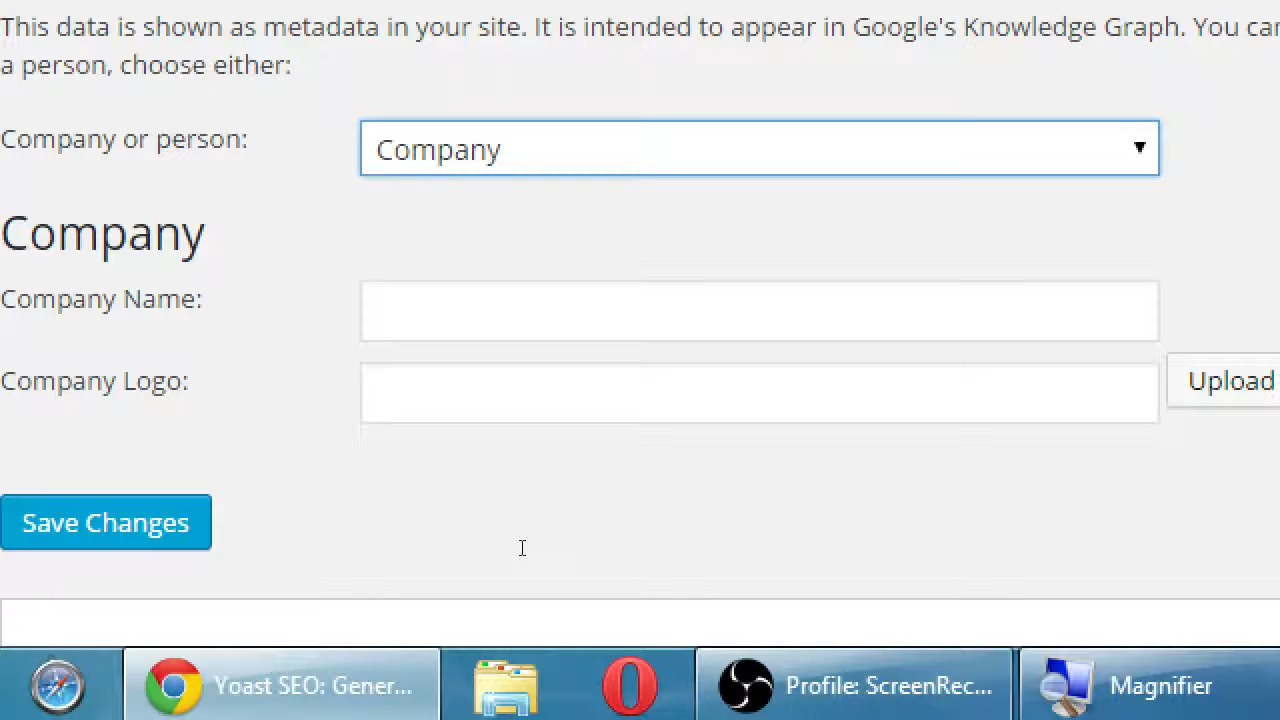 This data is shown as metadata in your site. It is intended to appear in Google's Knowledge Graph. You
a person, choose either:
Company or person:
Company
Company
Company Name:
Company Logo:
Upload
Save Changes
Yoast SEO: Gener...
Profile: ScreenRec...
Magnifier